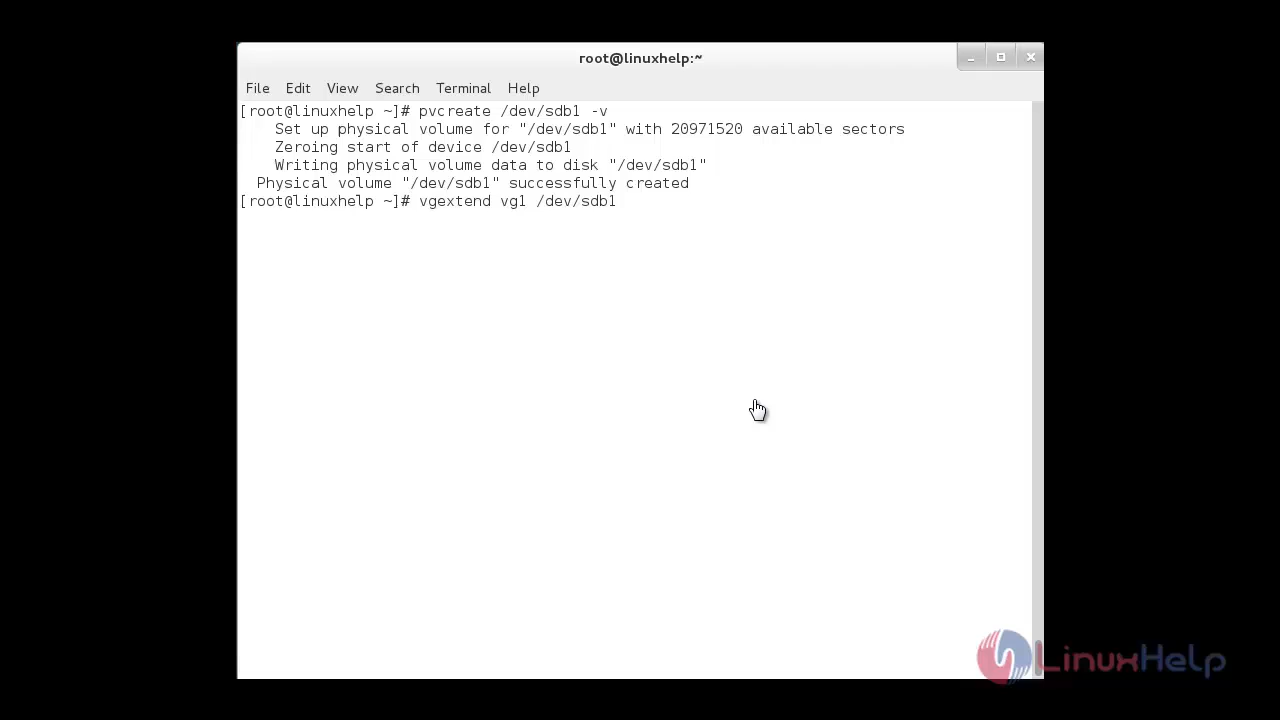 root@linuxhelp:~
File Edit View Search Terminal Help
[root@linuxhelp ~]# pvcreate /dev/sdb1 -v
    Set up physical volume for "/dev/sdb1" with 20971520 available sectors
    Zeroing start of device /dev/sdb1
    Writing physical volume data to disk "/dev/sdb1"
  Physical volume "/dev/sdb1" successfully created
[root@linuxhelp ~]# vgextend vg1 /dev/sdb1
LinuxHelp